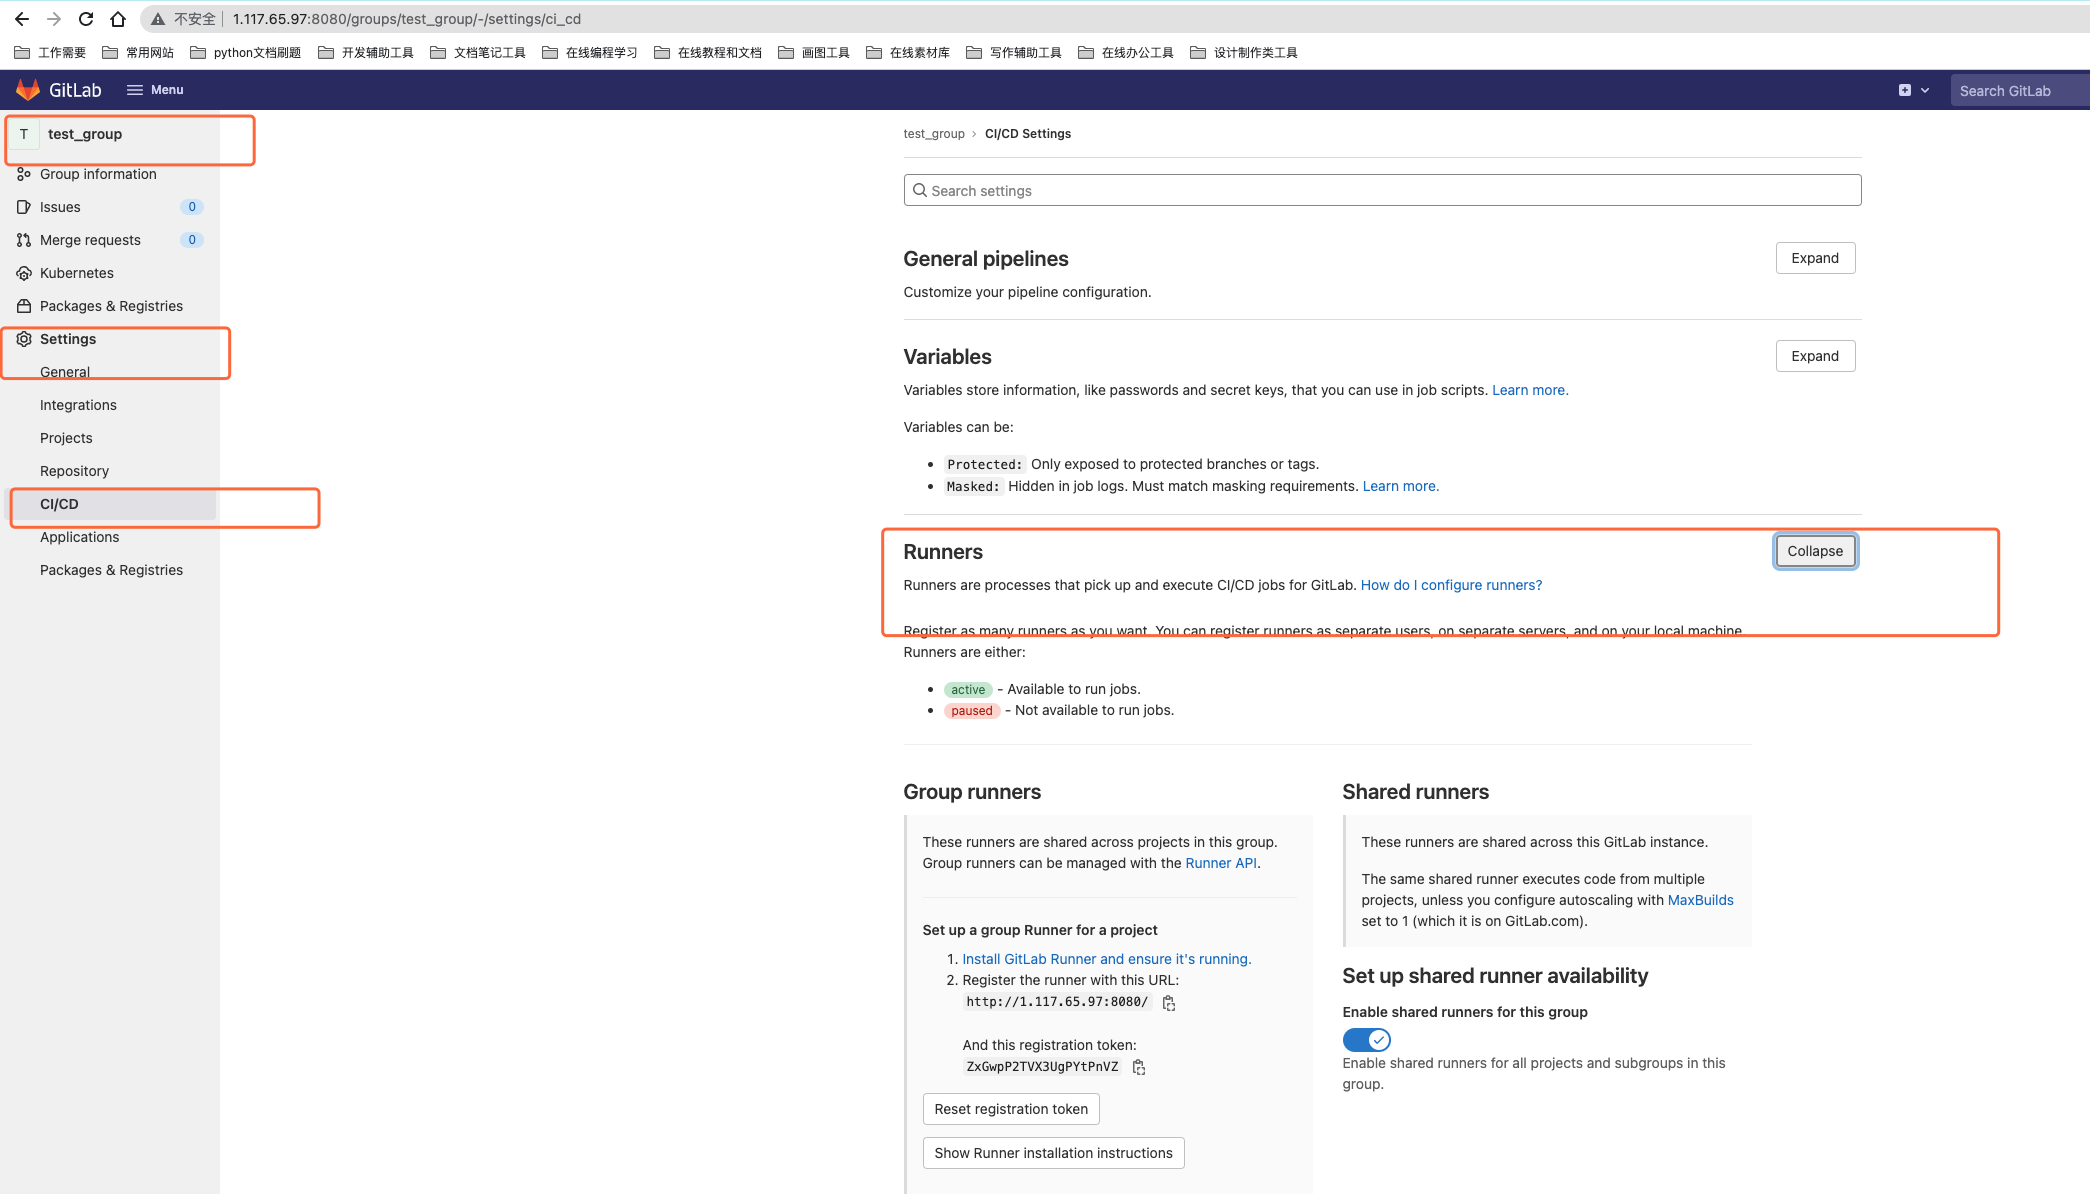 不安全 1.117.65.97:8080/groups/test_group/-/settings/ci_cd
工作需要 常用网站 python文档刷题 开发辅助工具 文档笔记工具 在线编程学习 在线教程和文档 画图工具 在线素材库 写作辅助工具 在线办公工具 设计制作类工具
GitLab Menu Search GitLab
T test_group
Group information
Issues 0
Merge requests 0
Kubernetes
Packages & Registries
Settings
General
Integrations
Projects
Repository
CI/CD
Applications
Packages & Registries
test_group › CI/CD Settings
Search settings
General pipelines Expand
Customize your pipeline configuration.
Variables Expand
Variables store information, like passwords and secret keys, that you can use in job scripts. Learn more.
Variables can be:
Protected: Only exposed to protected branches or tags.
Masked: Hidden in job logs. Must match masking requirements. Learn more.
Runners Collapse
Runners are processes that pick up and execute CI/CD jobs for GitLab. How do I configure runners?
Register as many runners as you want. You can register runners as separate users, on separate servers, and on your local machine.
Runners are either:
active - Available to run jobs.
paused - Not available to run jobs.
Group runners
These runners are shared across projects in this group.
Group runners can be managed with the Runner API.
Set up a group Runner for a project
1. Install GitLab Runner and ensure it's running.
2. Register the runner with this URL:
http://1.117.65.97:8080/
And this registration token:
ZxGwpP2TVX3UgPYtPnVZ
Reset registration token
Show Runner installation instructions
Shared runners
These runners are shared across this GitLab instance.
The same shared runner executes code from multiple
projects, unless you configure autoscaling with MaxBuilds
set to 1 (which it is on GitLab.com).
Set up shared runner availability
Enable shared runners for this group
Enable shared runners for all projects and subgroups in this
group.